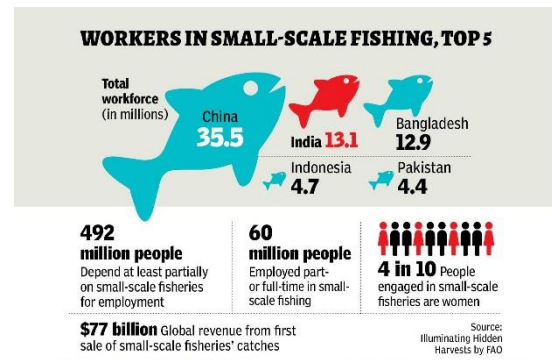 WORKERS IN SMALL-SCALE FISHING, TOP 5
Total
workforce
(in millions)
China
35.5
India 13.1
Bangladesh
12.9
Indonesia
4.7
Pakistan
4.4
492
million people
Depend at least partially
on small-scale fisheries
for employment
60
million people
Employed part-
or full-time in small-
scale fishing
4 in 10 People
engaged in small-scale
fisheries are women
$77 billion Global revenue from first
sale of small-scale fisheries' catches
Source:
Illuminating Hidden
Harvests by FAO